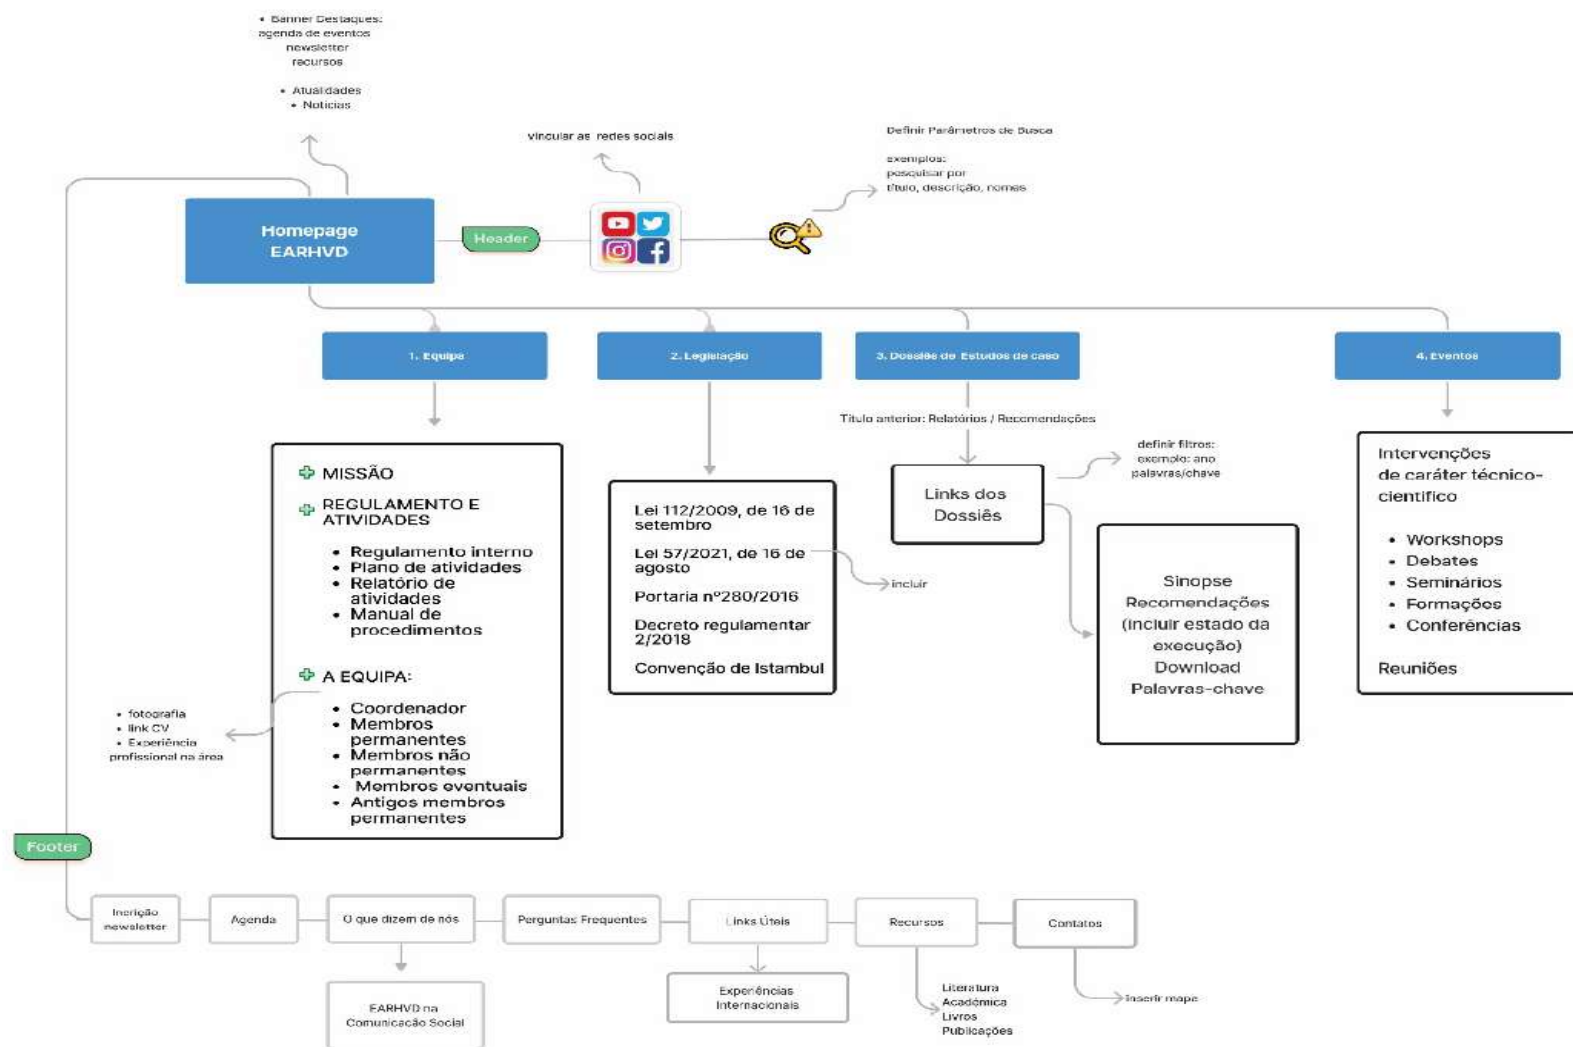 • Banner Destaques:
agenda de eventos
newsletter
recursos
• Atualidades
• Noticias
vincular as redes sociais
Definir Parâmetros de Busca
exemplos:
pesquisar por
título, descrição, nomes
Homepage
EARHVD
Header
1. Equipa
2. Legislação
3. Dossiês de Estudos de caso
4. Eventos
MISSÃO
REGULAMENTO E
ATIVIDADES
• Regulamento interno
• Plano de atividades
• Relatório de
atividades
• Manual de
procedimentos
A EQUIPA:
• Coordenador
• Membros
permanentes
• Membros não
permanentes
• Membros eventuais
• Antigos membros
permanentes
• fotografia
• link CV
• Experiência
profissional na área
Lei 112/2009, de 16 de
setembro
Lei 57/2021, de 16 de
agosto
Portaria nº280/2016
Decreto regulamentar
2/2018
Convenção de Istambul
incluir
Título anterior: Relatórios / Recomendações
Links dos
Dossiês
definir filtros:
exemplo: ano
palavras/chave
Sinopse
Recomendações
(incluir estado da
execução)
Download
Palavras-chave
Intervenções
de caráter técnico-
cientifico
• Workshops
• Debates
• Seminários
• Formações
• Conferências
Reuniões
Footer
Incrição
newsletter
Agenda
O que dizem de nós
Perguntas Frequentes
Links Úteis
Recursos
Contatos
EARHVD na
Comunicacão Social
Experiências
Internacionais
Literatura
Académica
Livros
Publicações
inserir mapa